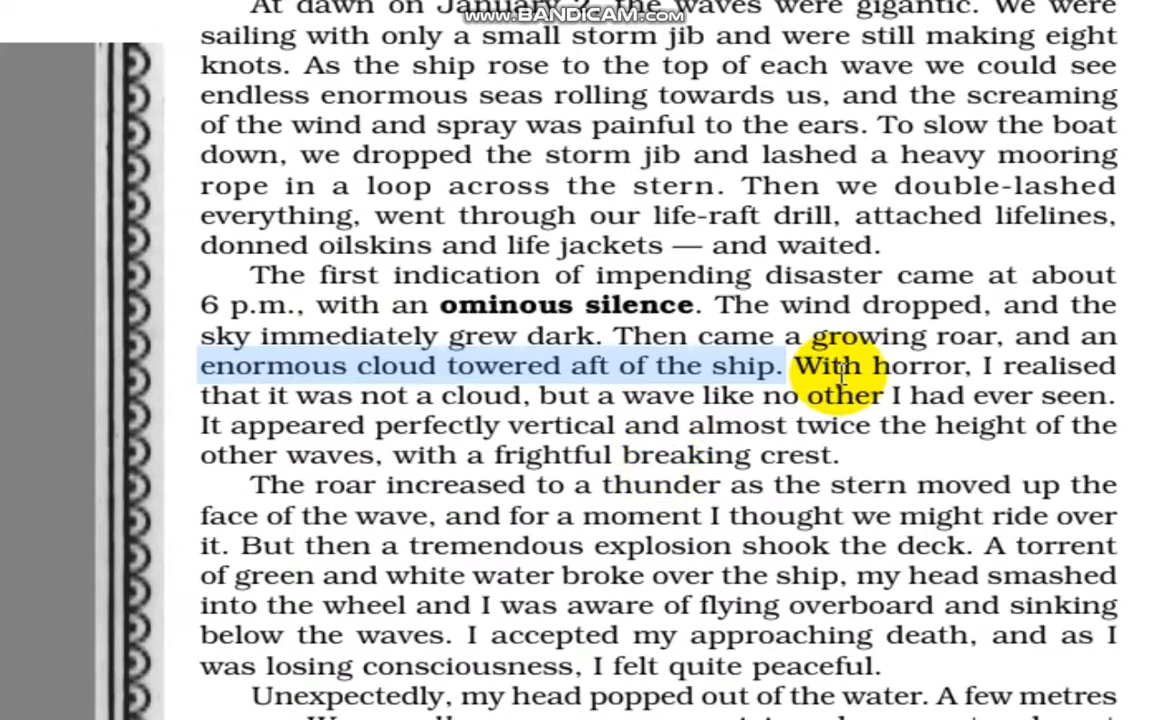 At dawn on January 2, the waves were gigantic. We were
www.BANDICAM.com
sailing with only a small storm jib and were still making eight
knots. As the ship rose to the top of each wave we could see
endless enormous seas rolling towards us, and the screaming
of the wind and spray was painful to the ears. To slow the boat
down, we dropped the storm jib and lashed a heavy mooring
rope in a loop across the stern. Then we double-lashed
everything, went through our life-raft drill, attached lifelines,
donned oilskins and life jackets — and waited.
The first indication of impending disaster came at about
6 p.m., with an ominous silence. The wind dropped, and the
sky immediately grew dark. Then came a growing roar, and an
enormous cloud towered aft of the ship. With horror, I realised
that it was not a cloud, but a wave like no other I had ever seen.
It appeared perfectly vertical and almost twice the height of the
other waves, with a frightful breaking crest.
The roar increased to a thunder as the stern moved up the
face of the wave, and for a moment I thought we might ride over
it. But then a tremendous explosion shook the deck. A torrent
of green and white water broke over the ship, my head smashed
into the wheel and I was aware of flying overboard and sinking
below the waves. I accepted my approaching death, and as I
was losing consciousness, I felt quite peaceful.
Unexpectedly, my head popped out of the water. A few metres